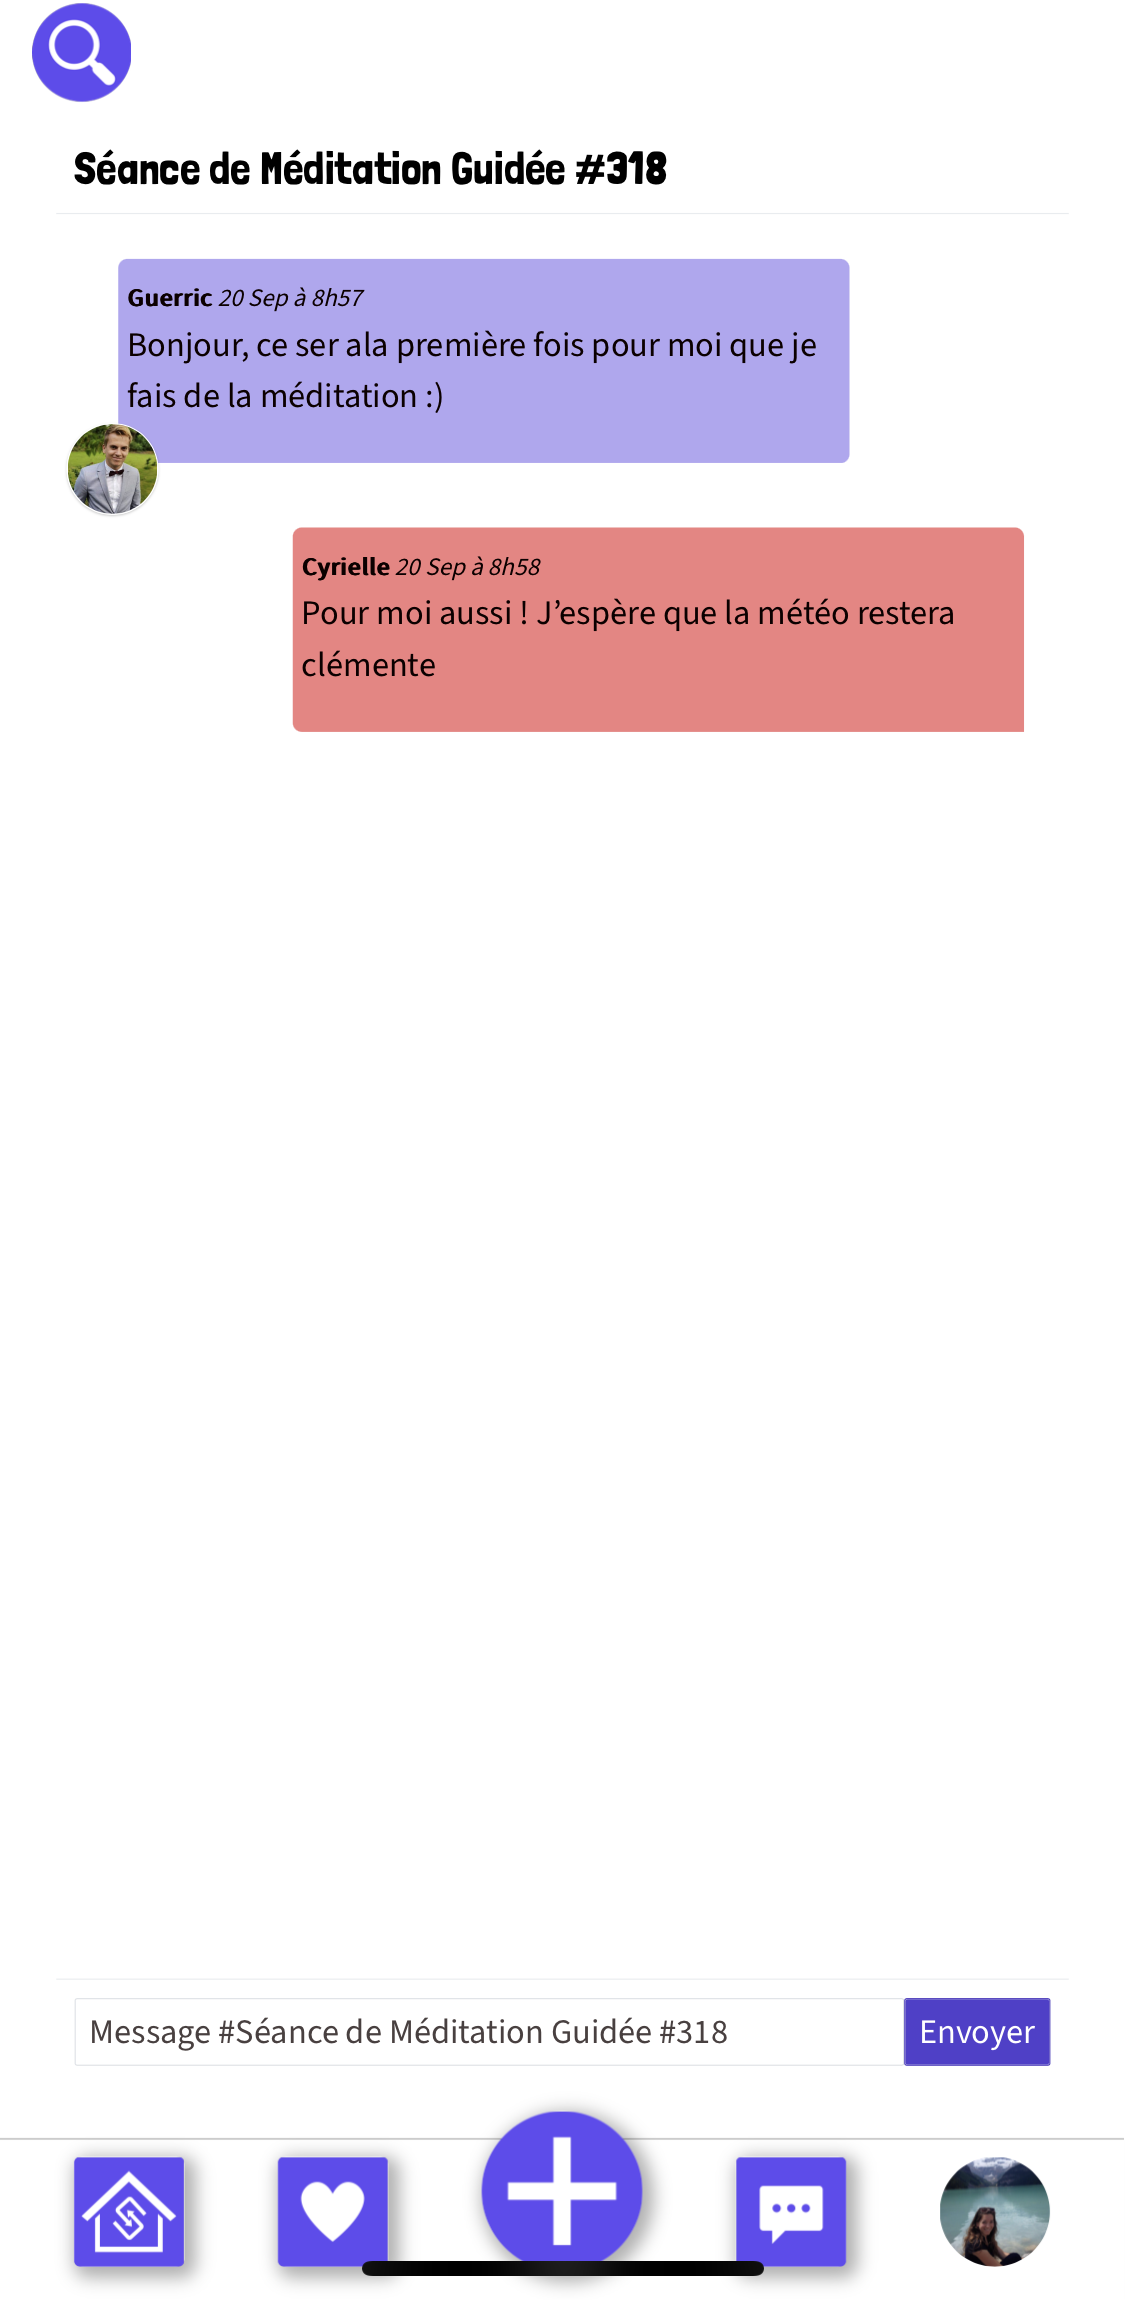 Séance de Méditation Guidée #318
Guerric 20 Sep à 8h57
Bonjour, ce ser ala première fois pour moi que je
fais de la méditation :)
Cyrielle 20 Sep à 8h58
Pour moi aussi ! J’espère que la météo restera
clémente
Message #Séance de Méditation Guidée #318
Envoyer